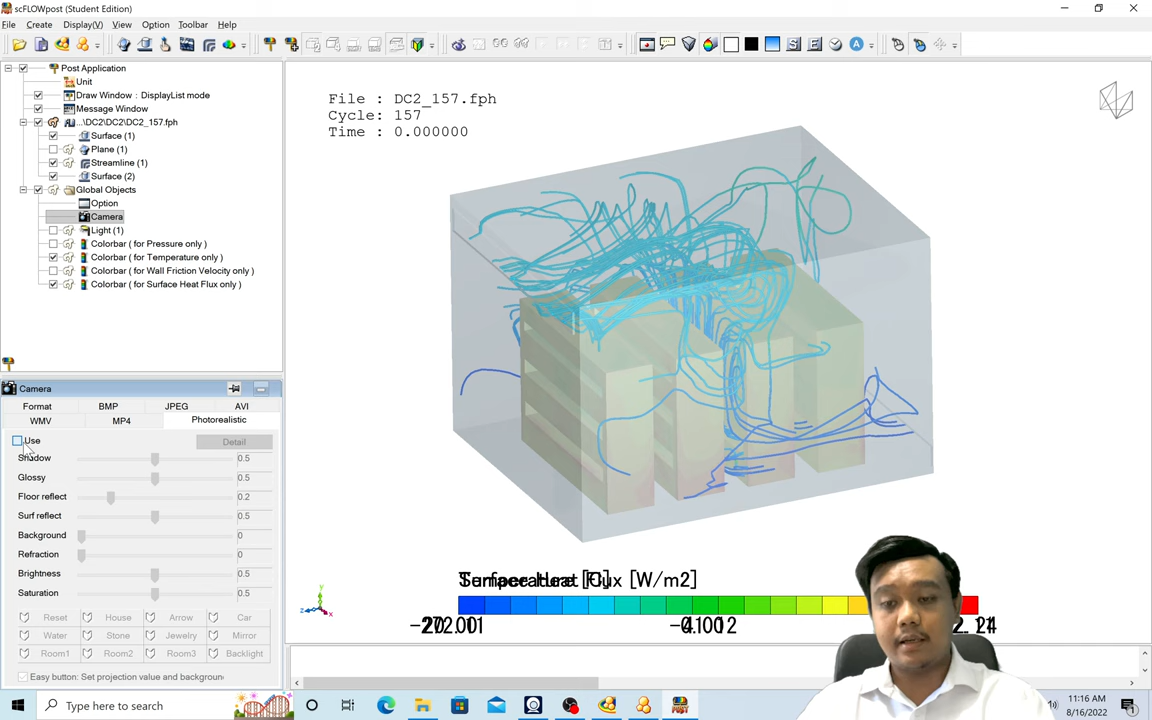 scFLOWpost (Student Edition)
File Create Display(V) View Option Toolbar Help
Post Application
Unit
Draw Window : DisplayList mode
Message Window
...\DC2\DC2\DC2_157.fph
Surface (1)
Plane (1)
Streamline (1)
Surface (2)
Global Objects
Option
Camera
Light (1)
Colorbar ( for Pressure only )
Colorbar ( for Temperature only )
Colorbar ( for Wall Friction Velocity only )
Colorbar ( for Surface Heat Flux only )
File : DC2_157.fph
Cycle: 157
Time : 0.000000
Camera
Format BMP JPEG AVI
WMV MP4 Photorealistic
Use Detail
Shadow 0.5
Glossy 0.5
Floor reflect 0.2
Surf reflect 0.5
Background 0
Refraction 0
Brightness 0.5
Saturation 0.5
Reset House Arrow Car
Water Stone Jewelry Mirror
Room1 Room2 Room3 Backlight
Easy button: Set projection value and background
Flux [W/m2]
y
z
x
POST
Type here to search
11:16 AM
8/16/2022